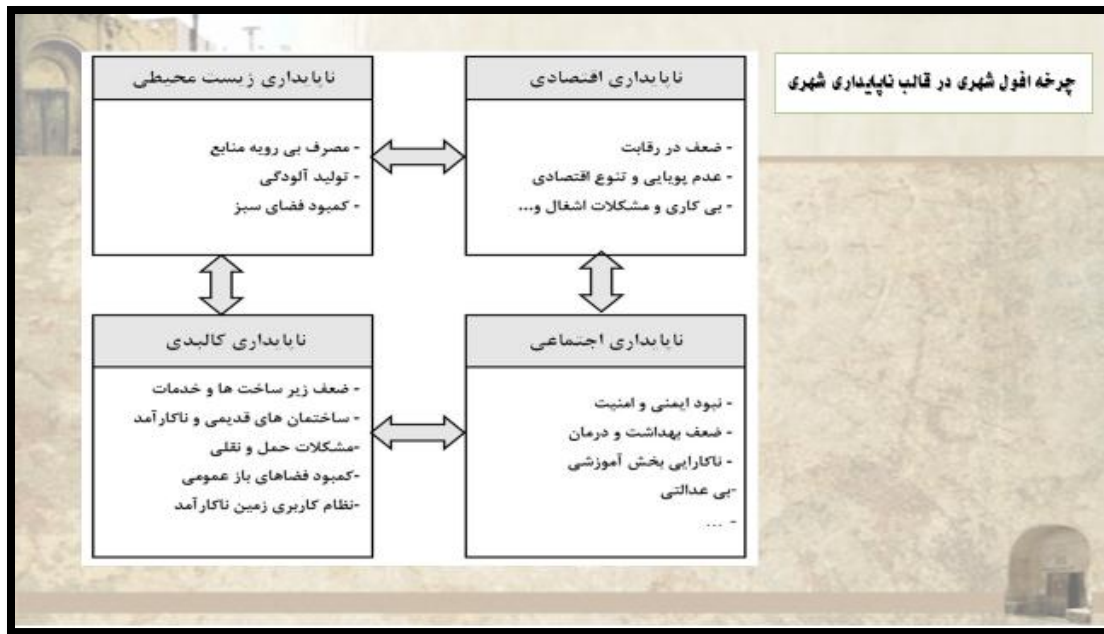 چرخه افول شهری در قالب ناپایداری شهری
ناپایداری اقتصادی
- ضعف در رقابت
- عدم پویایی و تنوع اقتصادی
- بی کاری و مشکلات اشغال و...
ناپایداری زیست محیطی
- مصرف بی رویه منابع
- تولید آلودگی
- کمبود فضای سبز
ناپایداری اجتماعی
- نبود ایمنی و امنیت
- ضعف بهداشت و درمان
- ناکارایی بخش آموزشی
-بی عدالتی
- ...
ناپایداری کالبدی
- ضعف زیر ساخت ها و خدمات
- ساختمان های قدیمی و ناکارآمد
-مشکلات حمل و نقلی
-کمبود فضاهای باز عمومی
-نظام کاربری زمین ناکارآمد